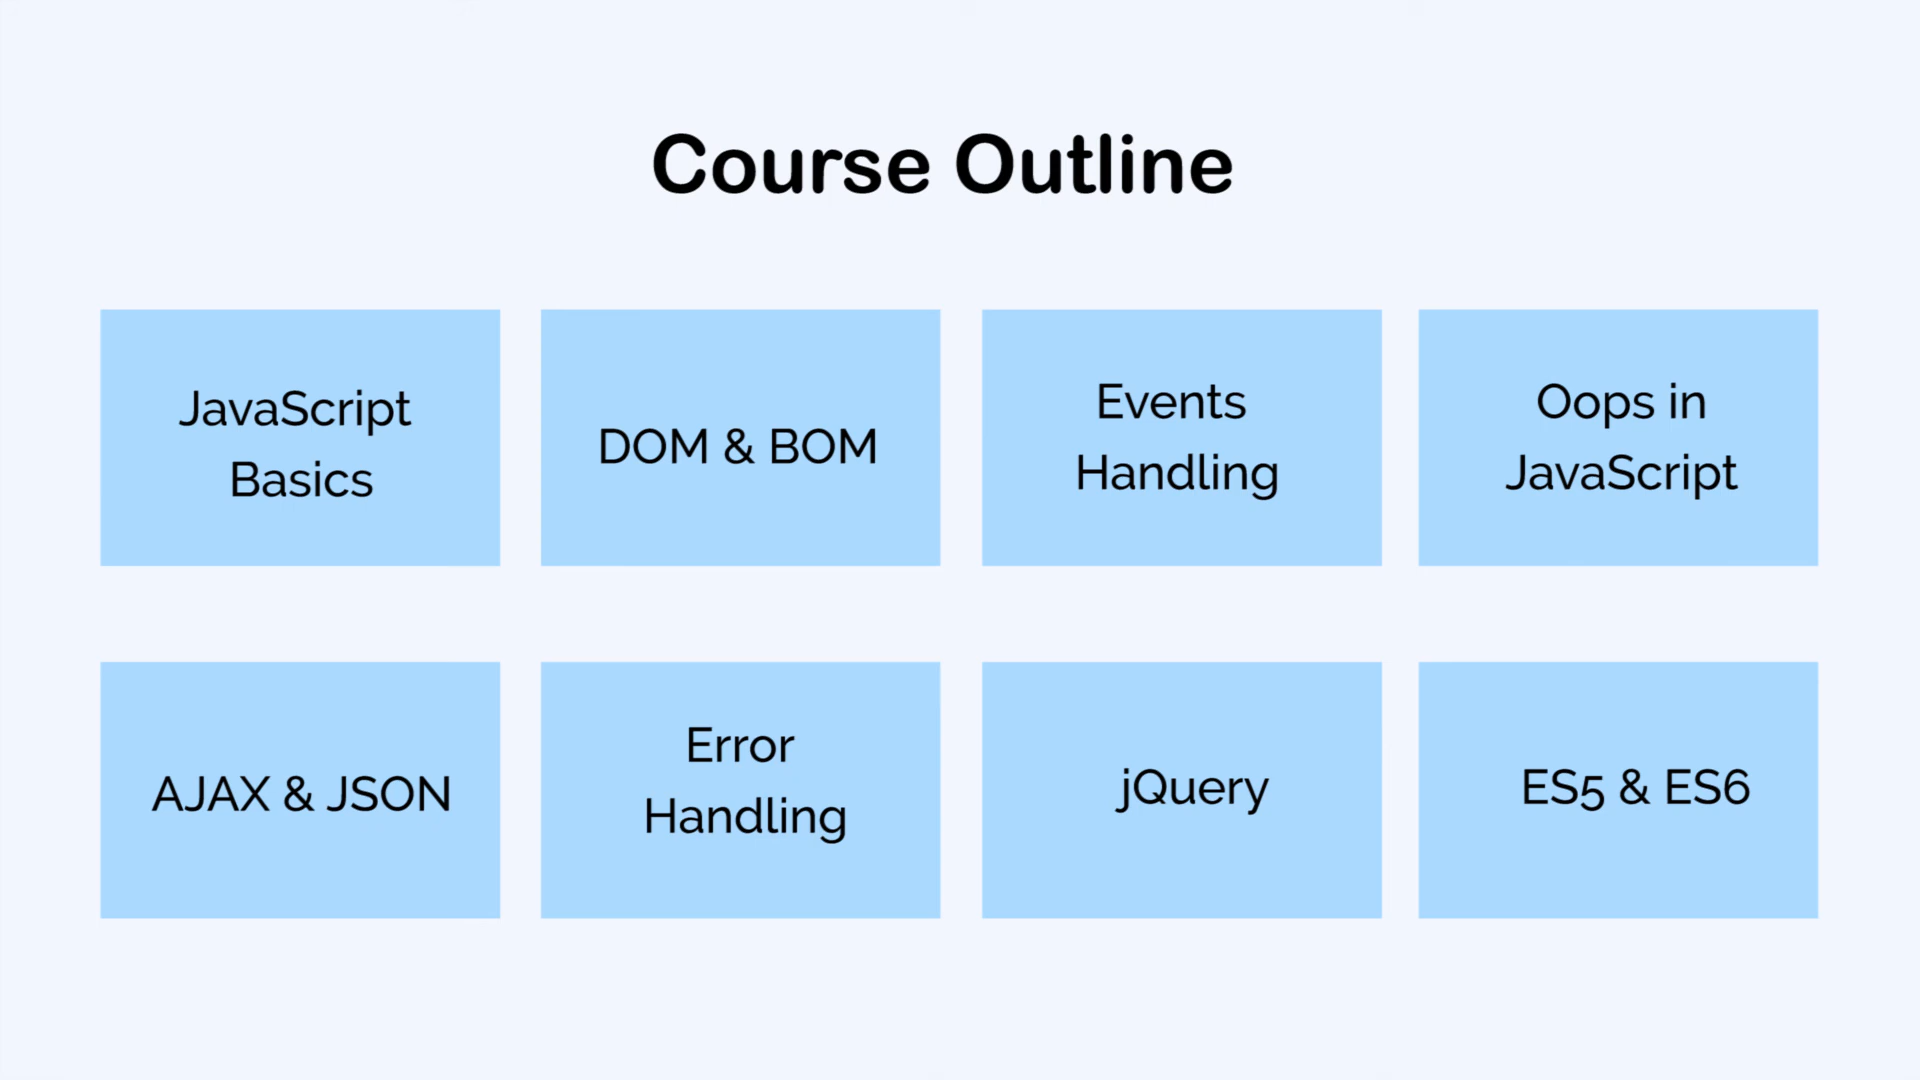 Course Outline
JavaScript
Basics
DOM & BOM
Events
Handling
Oops in
JavaScript
AJAX & JSON
Error
Handling
jQuery
ES5 & ES6